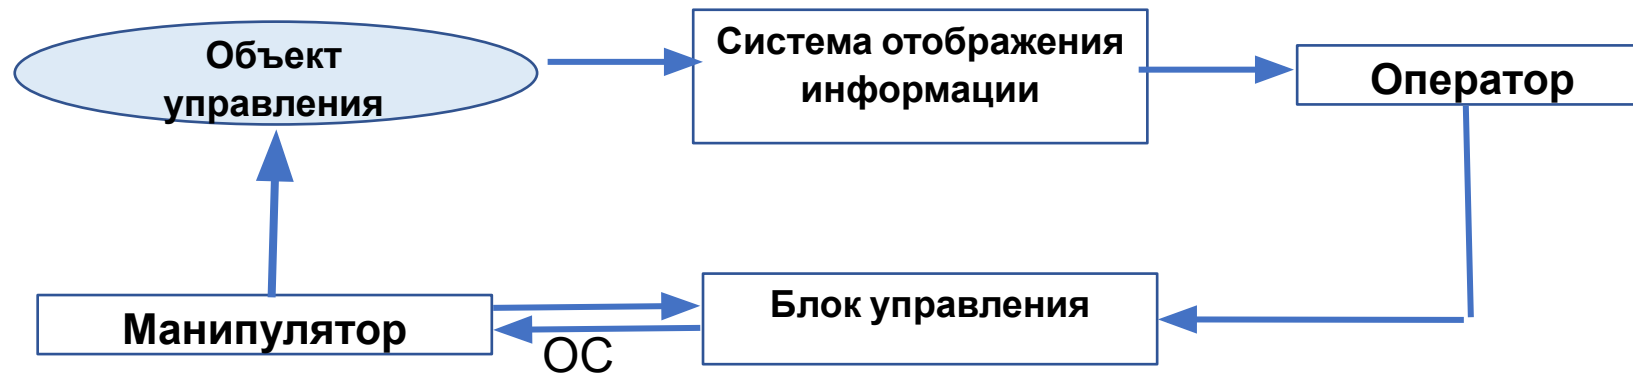 Объект
управления
Система отображения
информации
Оператор
Манипулятор
ОС
Блок управления